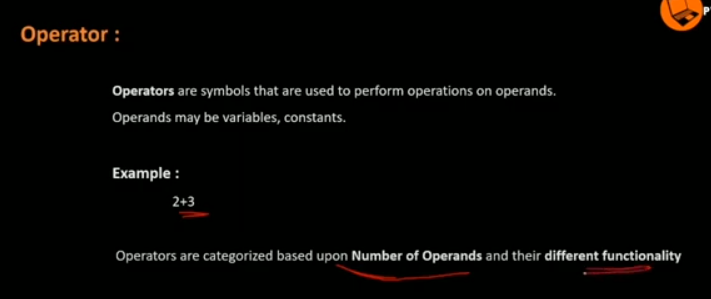 Operator :
Operators are symbols that are used to perform operations on operands.
Operands may be variables, constants.
Example :
2+3
Operators are categorized based upon Number of Operands and their different functionality